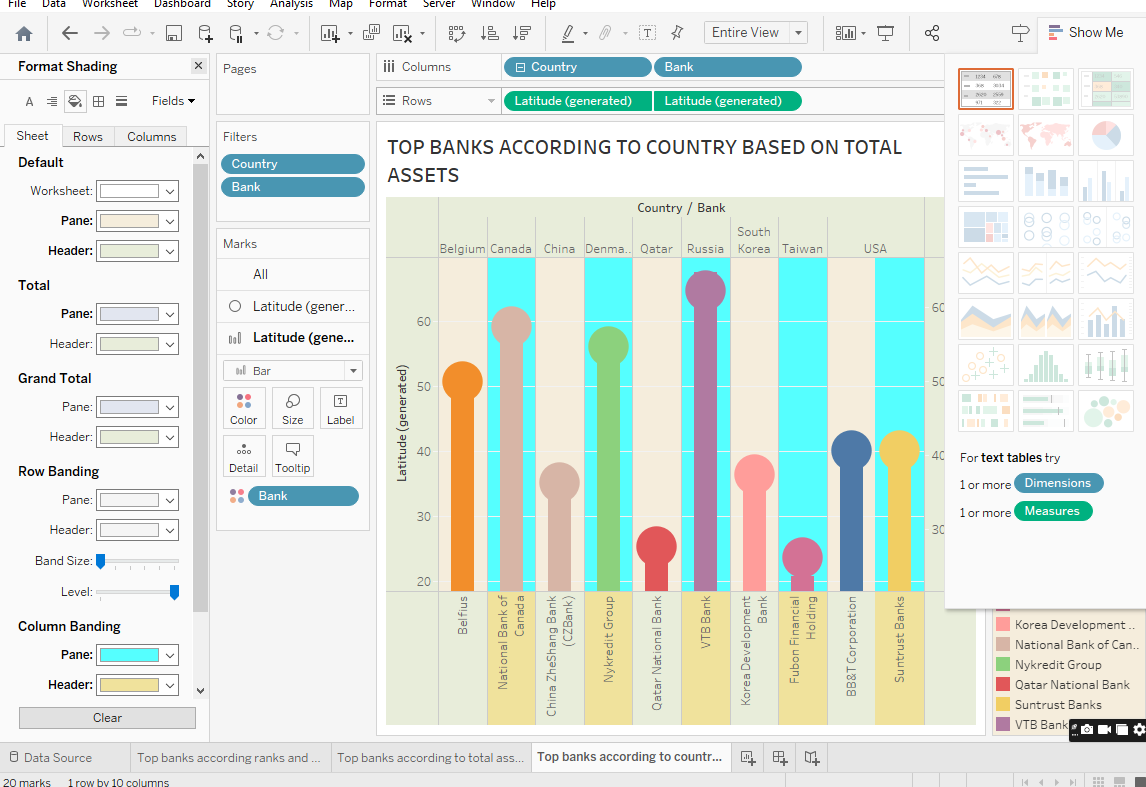 File Data Worksheet Dashboard Story Analysis Map Format Server Window Help
Entire View
Show Me
Format Shading
A
Fields
Sheet Rows Columns
Default
Worksheet:
Pane:
Header:
Total
Pane:
Header:
Grand Total
Pane:
Header:
Row Banding
Pane:
Header:
Band Size:
Level:
Column Banding
Pane:
Header:
Clear
Pages
Filters
Country
Bank
Marks
All
Latitude (gener...
Latitude (gene...
Bar
Color Size Label
Detail Tooltip
Bank
Columns Country Bank
Rows Latitude (generated) Latitude (generated)
TOP BANKS ACCORDING TO COUNTRY BASED ON TOTAL
ASSETS
Country / Bank
Belgium Canada China Denma.. Qatar Russia South Korea Taiwan USA
Latitude (generated)
60
50
40
30
20
60
50
40
30
Belfius
National Bank of
Canada
China ZheShang Bank
(CZBank)
Nykredit Group
Qatar National Bank
VTB Bank
Korea Development
Bank
Fubon Financial
Holding
BB&T Corporation
Suntrust Banks
For text tables try
1 or more Dimensions
1 or more Measures
Korea Development ..
National Bank of Can..
Nykredit Group
Qatar National Bank
Suntrust Banks
VTB Bank
Data Source Top banks according ranks and ... Top banks according to total asse... Top banks according to countr...
20 marks 1 row by 10 columns